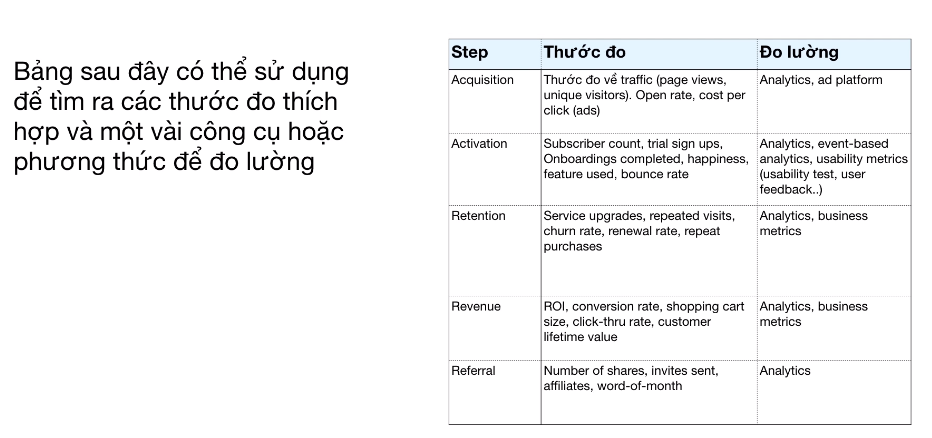 Bảng sau đây có thể sử dụng
để tìm ra các thước đo thích
hợp và một vài công cụ hoặc
phương thức để đo lường
Step Thước đo Đo lường
Acquisition Thước đo về traffic (page views, Analytics, ad platform
unique visitors). Open rate, cost per
click (ads)
Activation Subscriber count, trial sign ups, Analytics, event-based
Onboardings completed, happiness, analytics, usability metrics
feature used, bounce rate (usability test, user
feedback..)
Retention Service upgrades, repeated visits, Analytics, business
churn rate, renewal rate, repeat metrics
purchases
Revenue ROI, conversion rate, shopping cart Analytics, business
size, click-thru rate, customer metrics
lifetime value
Referral Number of shares, invites sent, Analytics
affiliates, word-of-month